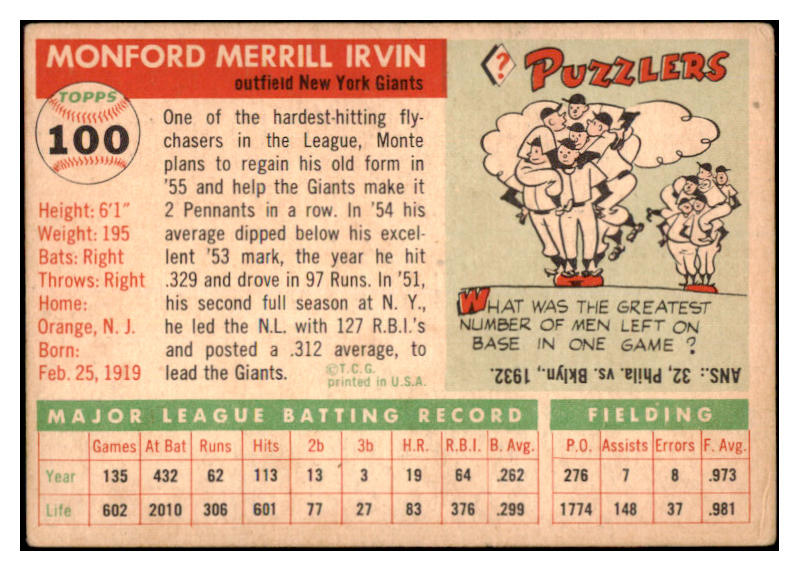 MONFORD MERRILL IRVIN
outfield New York Giants
TOPPS
100
Height: 6'1"
Weight: 195
Bats: Right
Throws: Right
Home:
Orange, N. J.
Born:
Feb. 25, 1919
One of the hardest-hitting fly-
chasers in the League, Monte
plans to regain his old form in
'55 and help the Giants make it
2 Pennants in a row. In '54 his
average dipped below his excel-
lent '53 mark, the year he hit
.329 and drove in 97 Runs. In '51,
his second full season at N. Y.,
he led the N.L. with 127 R.B.I.'s
and posted a .312 average, to
lead the Giants.
©T.C.G.
printed in U.S.A.
? PUZZLERS
WHAT WAS THE GREATEST
NUMBER OF MEN LEFT ON
BASE IN ONE GAME ?
ANS.: 32, Phila. vs. Bklyn., 1932.
MAJOR LEAGUE BATTING RECORD FIELDING
Games At Bat Runs Hits 2b 3b H.R. R.B.I. B. Avg. P.O. Assists Errors F. Avg.
Year 135 432 62 113 13 3 19 64 .262 276 7 8 .973
Life 602 2010 306 601 77 27 83 376 .299 1774 148 37 .981